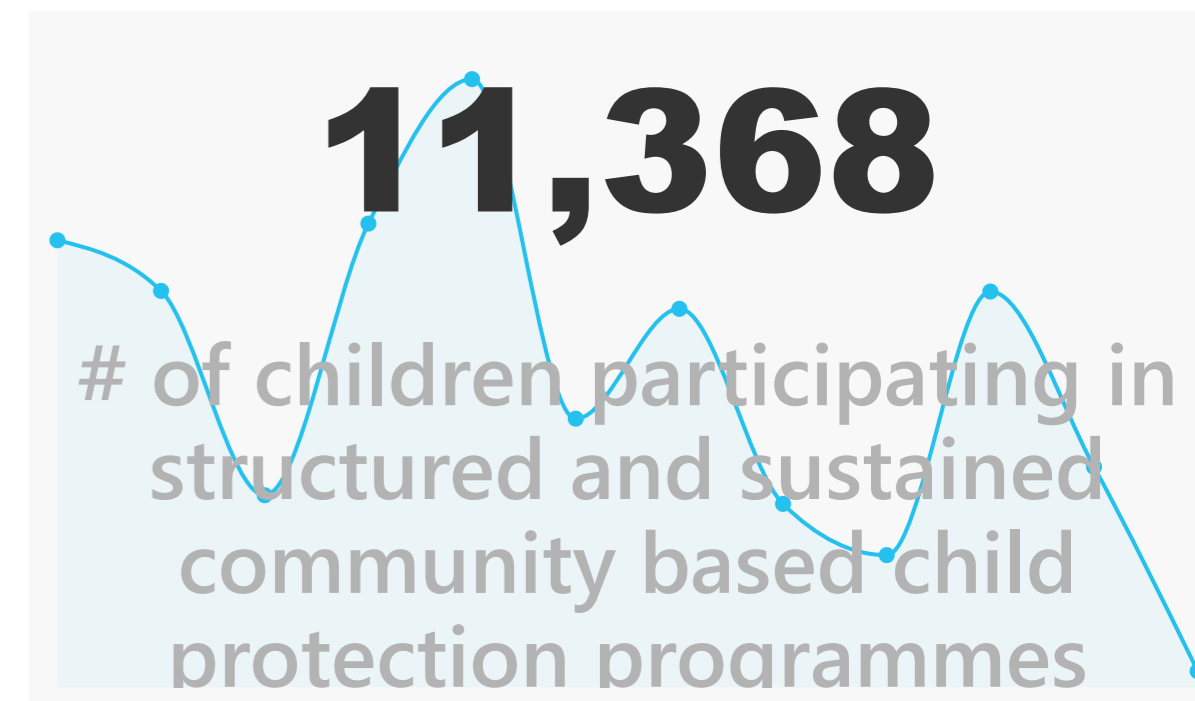 11,368
# of children participating in
structured and sustained
community based child
protection programmes